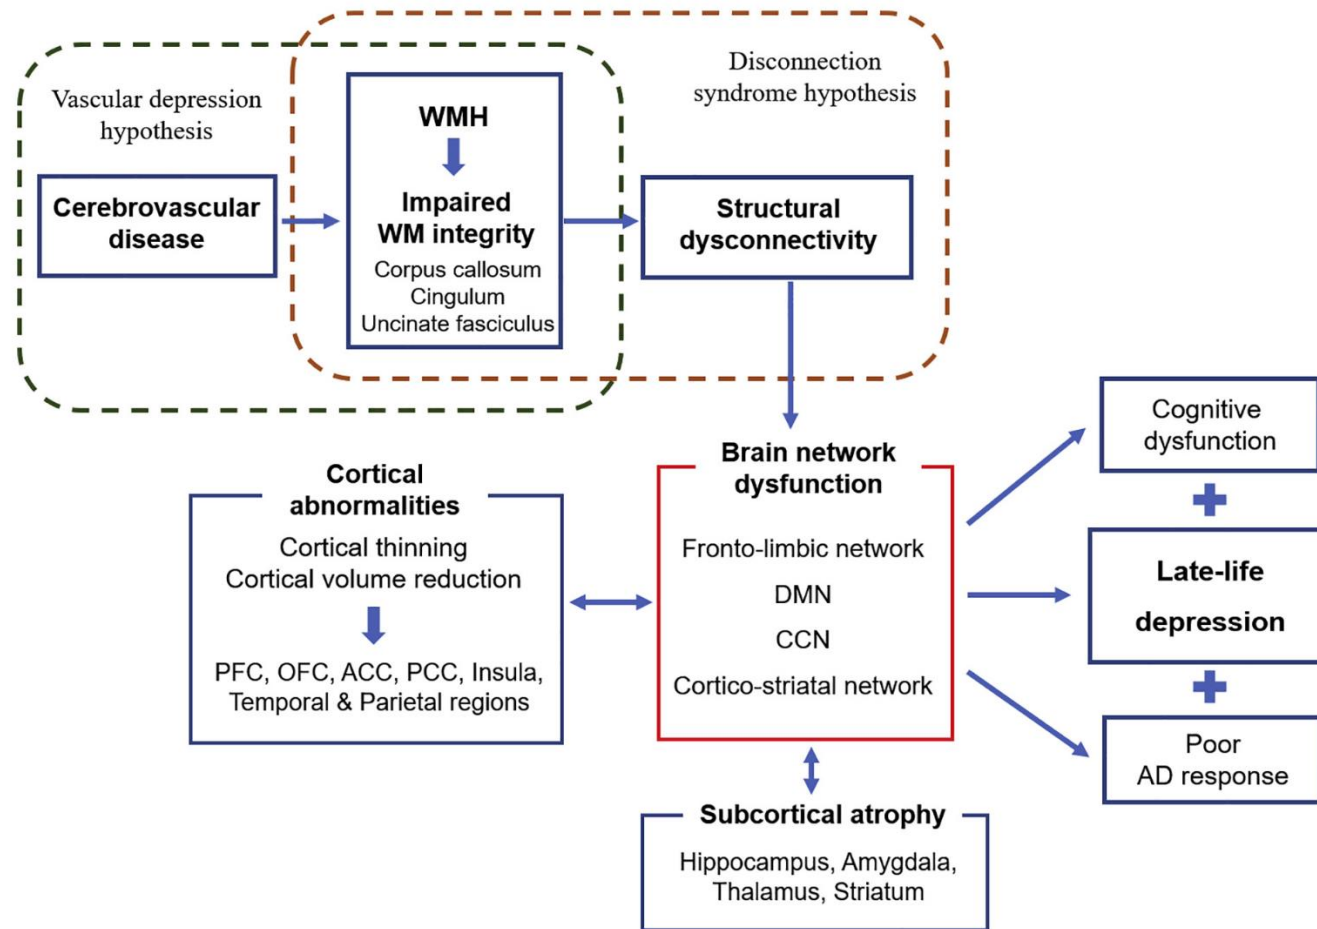 Vascular depression
hypothesis
Disconnection
syndrome hypothesis
Cerebrovascular
disease
WMH
Impaired
WM integrity
Corpus callosum
Cingulum
Uncinate fasciculus
Structural
dysconnectivity
Cortical
abnormalities
Cortical thinning
Cortical volume reduction
PFC, OFC, ACC, PCC, Insula,
Temporal & Parietal regions
Brain network
dysfunction
Fronto-limbic network
DMN
CCN
Cortico-striatal network
Subcortical atrophy
Hippocampus, Amygdala,
Thalamus, Striatum
Cognitive
dysfunction
Late-life
depression
Poor
AD response